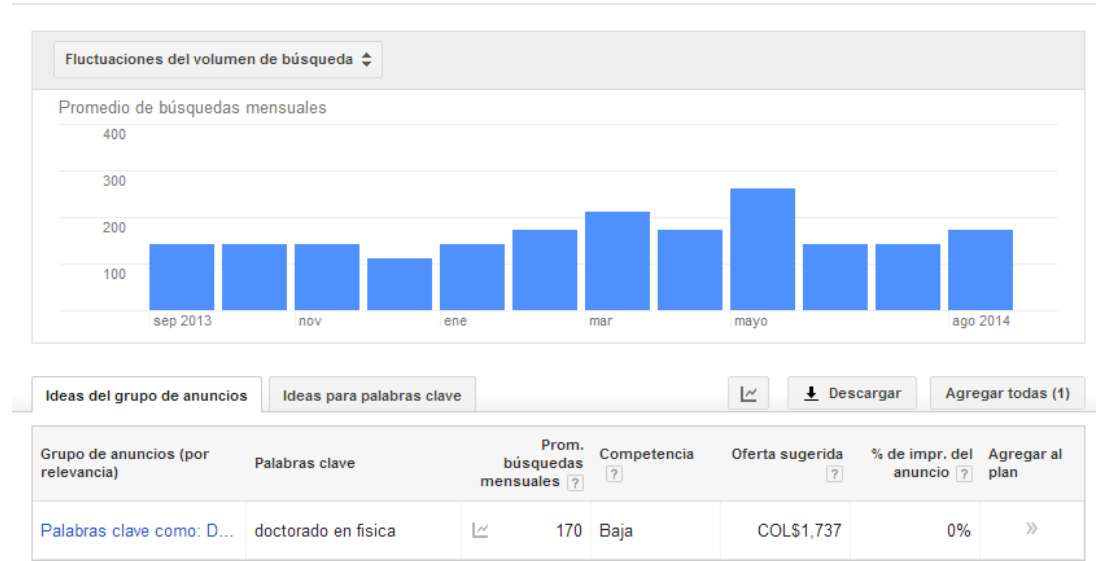 Fluctuaciones del volumen de búsqueda
Promedio de búsquedas mensuales
400
300
200
100
sep 2013 nov ene mar mayo ago 2014
Ideas del grupo de anuncios Ideas para palabras clave Descargar Agregar todas (1)
Grupo de anuncios (por relevancia) Palabras clave Prom. búsquedas mensuales ? Competencia ? Oferta sugerida ? % de impr. del anuncio ? Agregar al plan
Palabras clave como: D... doctorado en fisica 170 Baja COL$1,737 0% »